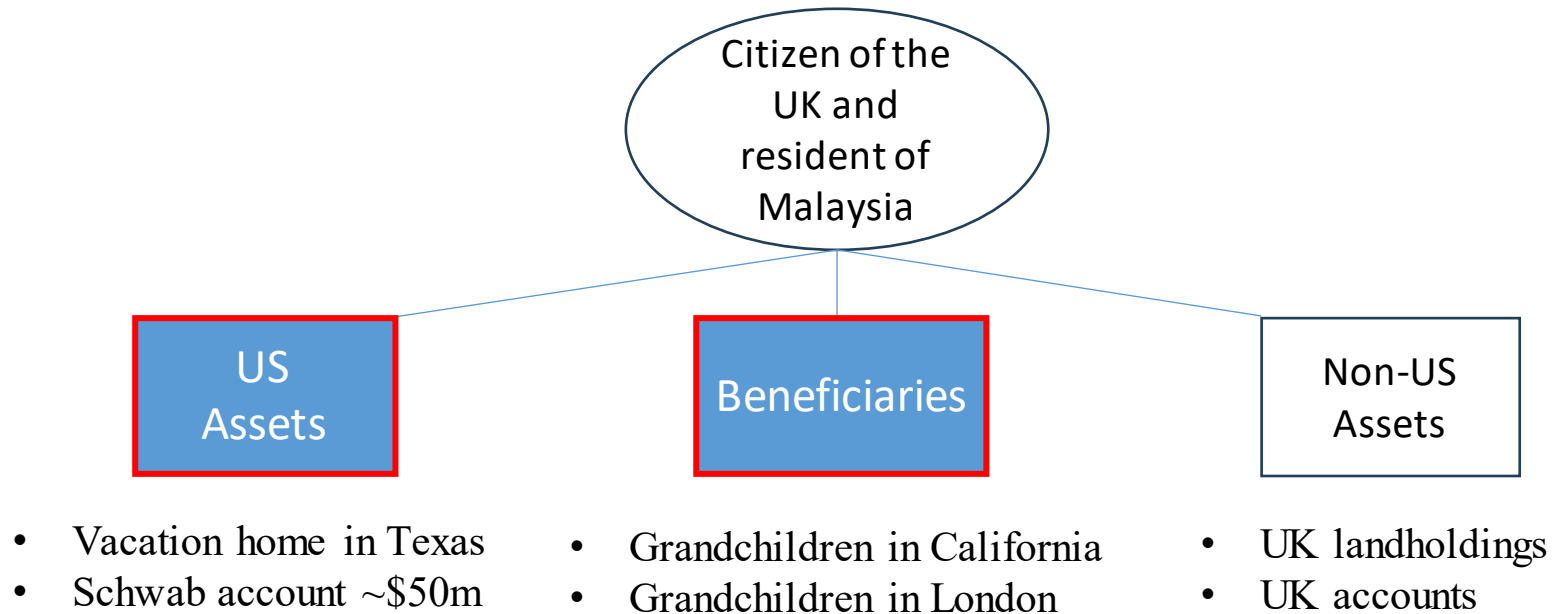 Citizen of the
UK and
resident of
Malaysia
US
Assets
Beneficiaries
Non-US
Assets
• Vacation home in Texas
• Schwab account ~$50m
• Grandchildren in California
• Grandchildren in London
• UK landholdings
• UK accounts